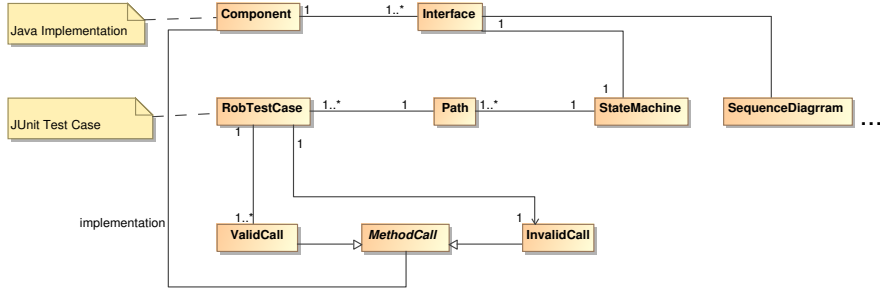 Component
1
1..*
Interface
Java Implementation
1
RobTestCase
1..*
1
Path
1..*
1
1
StateMachine
SequenceDiagrram
...
JUnit Test Case
1
1
implementation
1..*
1
ValidCall
MethodCall
InvalidCall